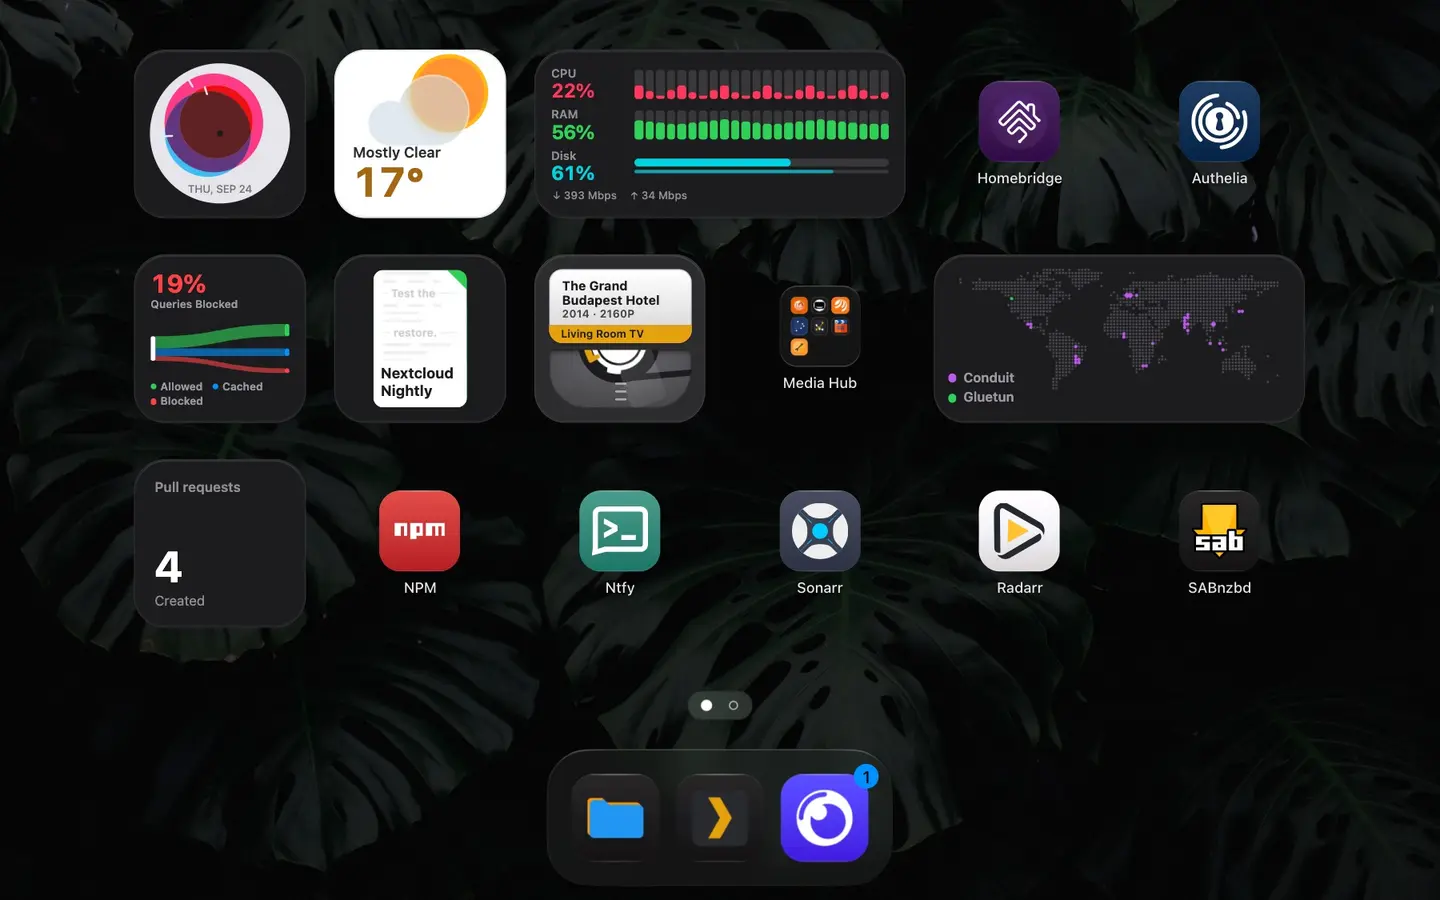 THU, SEP 24
Mostly Clear
17°
CPU
22%
RAM
56%
Disk
61%
↓ 393 Mbps ↑ 34 Mbps
Homebridge
Authelia
19%
Queries Blocked
Allowed
Cached
Blocked
Test the
restore.
Nextcloud
Nightly
The Grand
Budapest Hotel
2014 · 2160P
Living Room TV
Media Hub
Conduit
Gluetun
Pull requests
4
Created
npm
NPM
Ntfy
Sonarr
Radarr
sab
SABnzbd
1